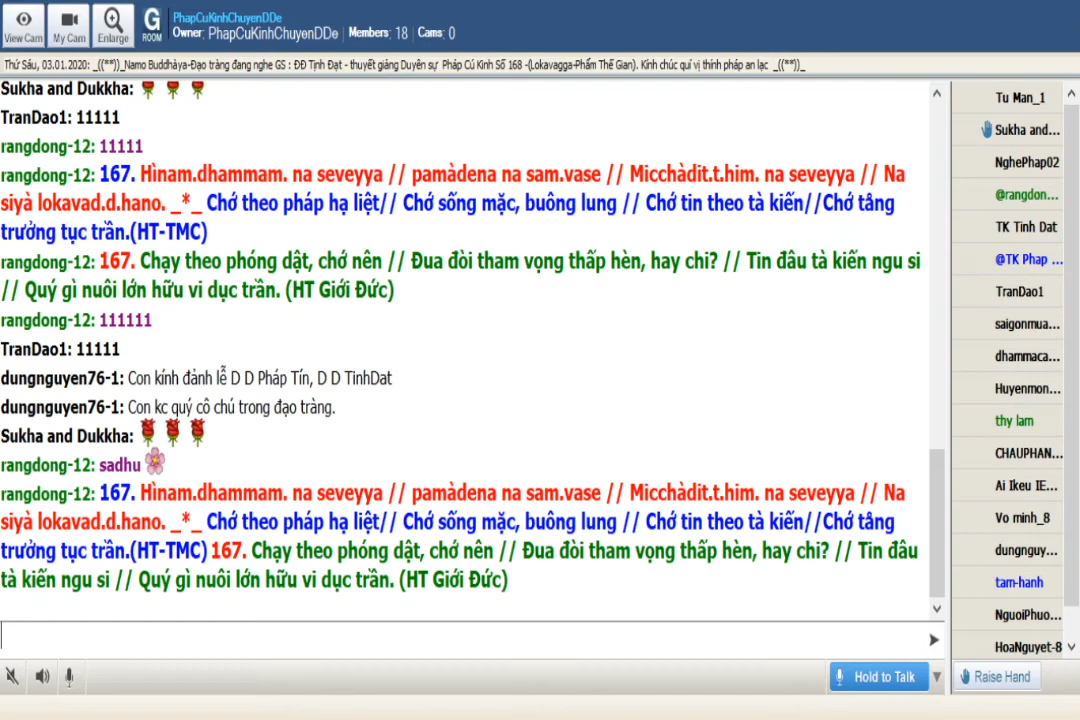 View Cam
My Cam
Enlarge
G
ROOM
PhapCuKinhChuyenDDe
Owner: PhapCuKinhChuyenDDe Members: 18 Cams: 0
Thứ Sáu, 03.01.2020: _((**))_Namo Buddhàya-Đạo tràng đang nghe GS : ĐĐ Tịnh Đạt - thuyết giảng Duyên sự Pháp Cú Kinh Số 168 -(Lokavagga-Phẩm Thế Gian). Kính chúc quí vị thính pháp an lạc _((**))_
Sukha and Dukkha:
TranDao1: 11111
rangdong-12: 11111
rangdong-12: 167. Hìnam.dhammam. na seveyya // pamàdena na sam.vase // Micchàdit.t.him. na seveyya // Na
siyà lokavad.d.hano. _*_ Chớ theo pháp hạ liệt// Chớ sống mặc, buông lung // Chớ tin theo tà kiến//Chớ tăng
trưởng tục trần.(HT-TMC)
rangdong-12: 167. Chạy theo phóng dật, chớ nên // Đua đòi tham vọng thấp hèn, hay chi? // Tin đâu tà kiến ngu si
// Quý gì nuôi lớn hữu vi dục trần. (HT Giới Đức)
rangdong-12: 111111
TranDao1: 11111
dungnguyen76-1: Con kính đảnh lễ D D Pháp Tín, D D TinhDat
dungnguyen76-1: Con kc quý cô chú trong đạo tràng.
Sukha and Dukkha:
rangdong-12: sadhu
rangdong-12: 167. Hìnam.dhammam. na seveyya // pamàdena na sam.vase // Micchàdit.t.him. na seveyya // Na
siyà lokavad.d.hano. _*_ Chớ theo pháp hạ liệt// Chớ sống mặc, buông lung // Chớ tin theo tà kiến//Chớ tăng
trưởng tục trần.(HT-TMC) 167. Chạy theo phóng dật, chớ nên // Đua đòi tham vọng thấp hèn, hay chi? // Tin đâu
tà kiến ngu si // Quý gì nuôi lớn hữu vi dục trần. (HT Giới Đức)
Tu Man_1
Sukha and...
NghePhap02
@rangdon...
TK Tinh Dat
@TK Phap ...
TranDao1
saigonmua...
dhammaca...
Huyenmon...
thy lam
CHAUPHAN...
Ai Ikeu IE...
Vo minh_8
dungnguy...
tam-hanh
NguoiPhuo...
HoaNguyet-8
Hold to Talk
Raise Hand